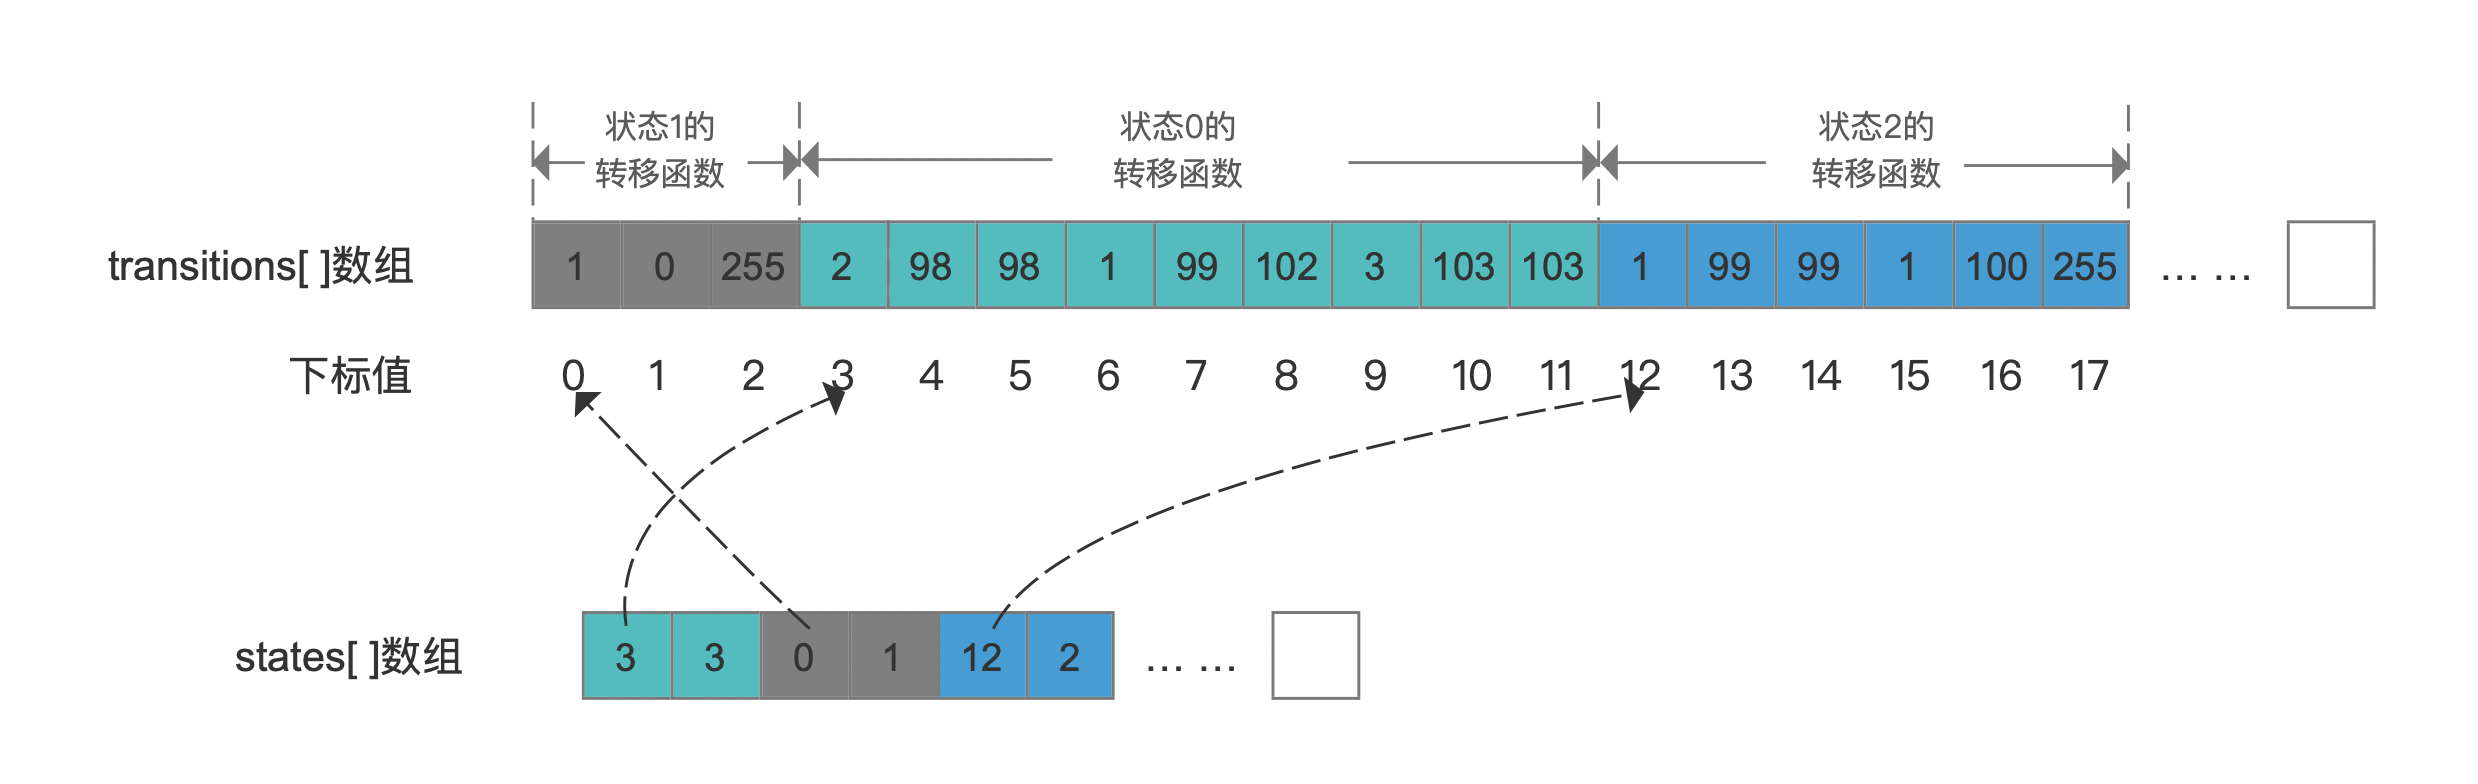 状态1的
转移函数
状态0的
转移函数
状态2的
转移函数
transitions[ ]数组 1 0 255 2 98 98 1 99 102 3 103 103 1 99 99 1 100 255 ... ...
下标值 0 1 2 3 4 5 6 7 8 9 10 11 12 13 14 15 16 17
states[ ]数组 3 3 0 1 12 2 ... ...